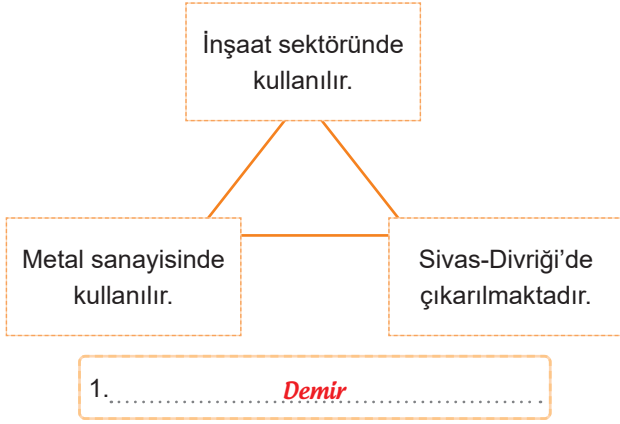 İnşaat sektöründe
kullanılır.
Metal sanayisinde
kullanılır.
Sivas-Divriği’de
çıkarılmaktadır.
1. Demir